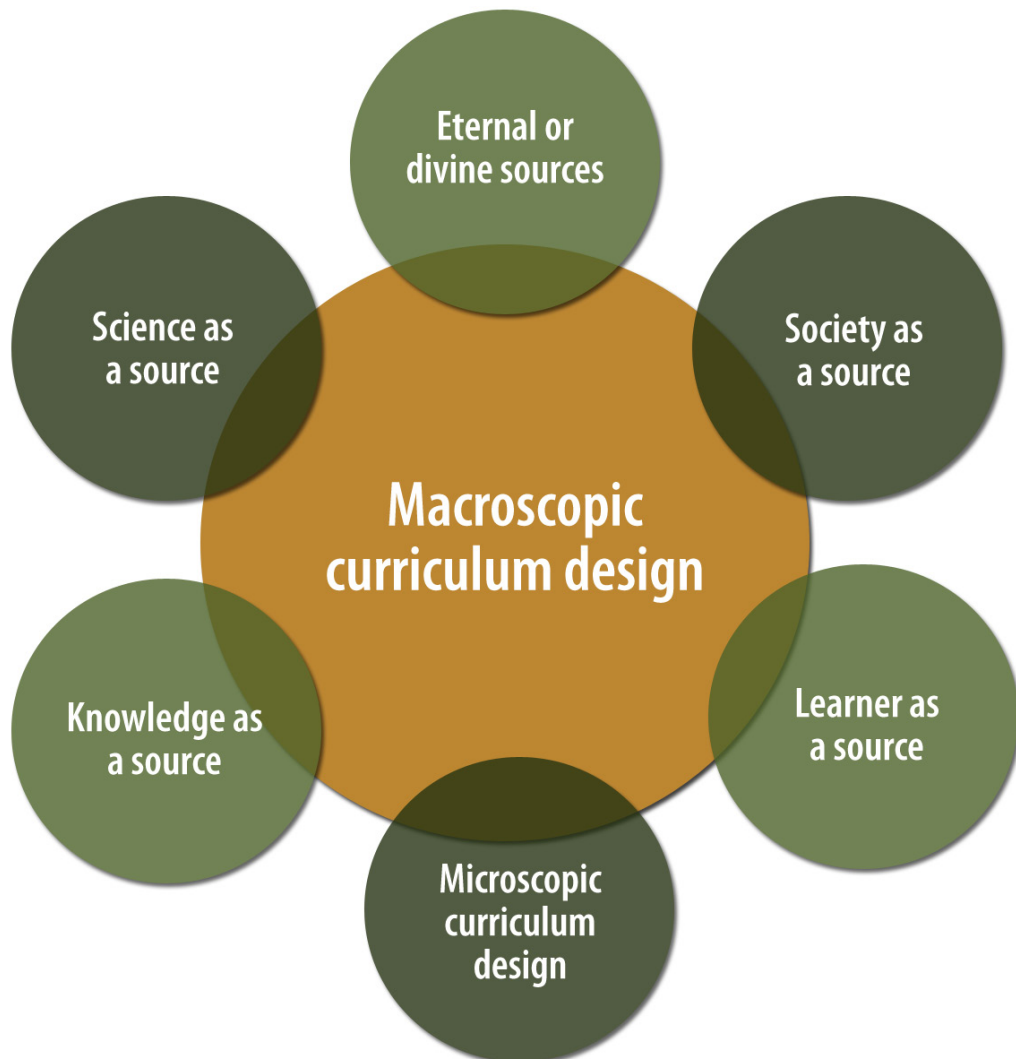 Eternal or
divine sources
Science as
a source
Society as
a source
Macroscopic
curriculum design
Knowledge as
a source
Learner as
a source
Microscopic
curriculum
design